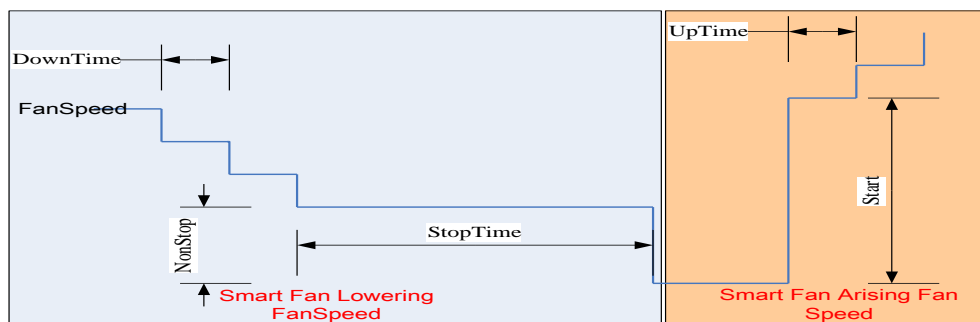 DownTime
FanSpeed
NonStop
StopTime
Smart Fan Lowering
FanSpeed
UpTime
Start
Smart Fan Arising Fan
Speed